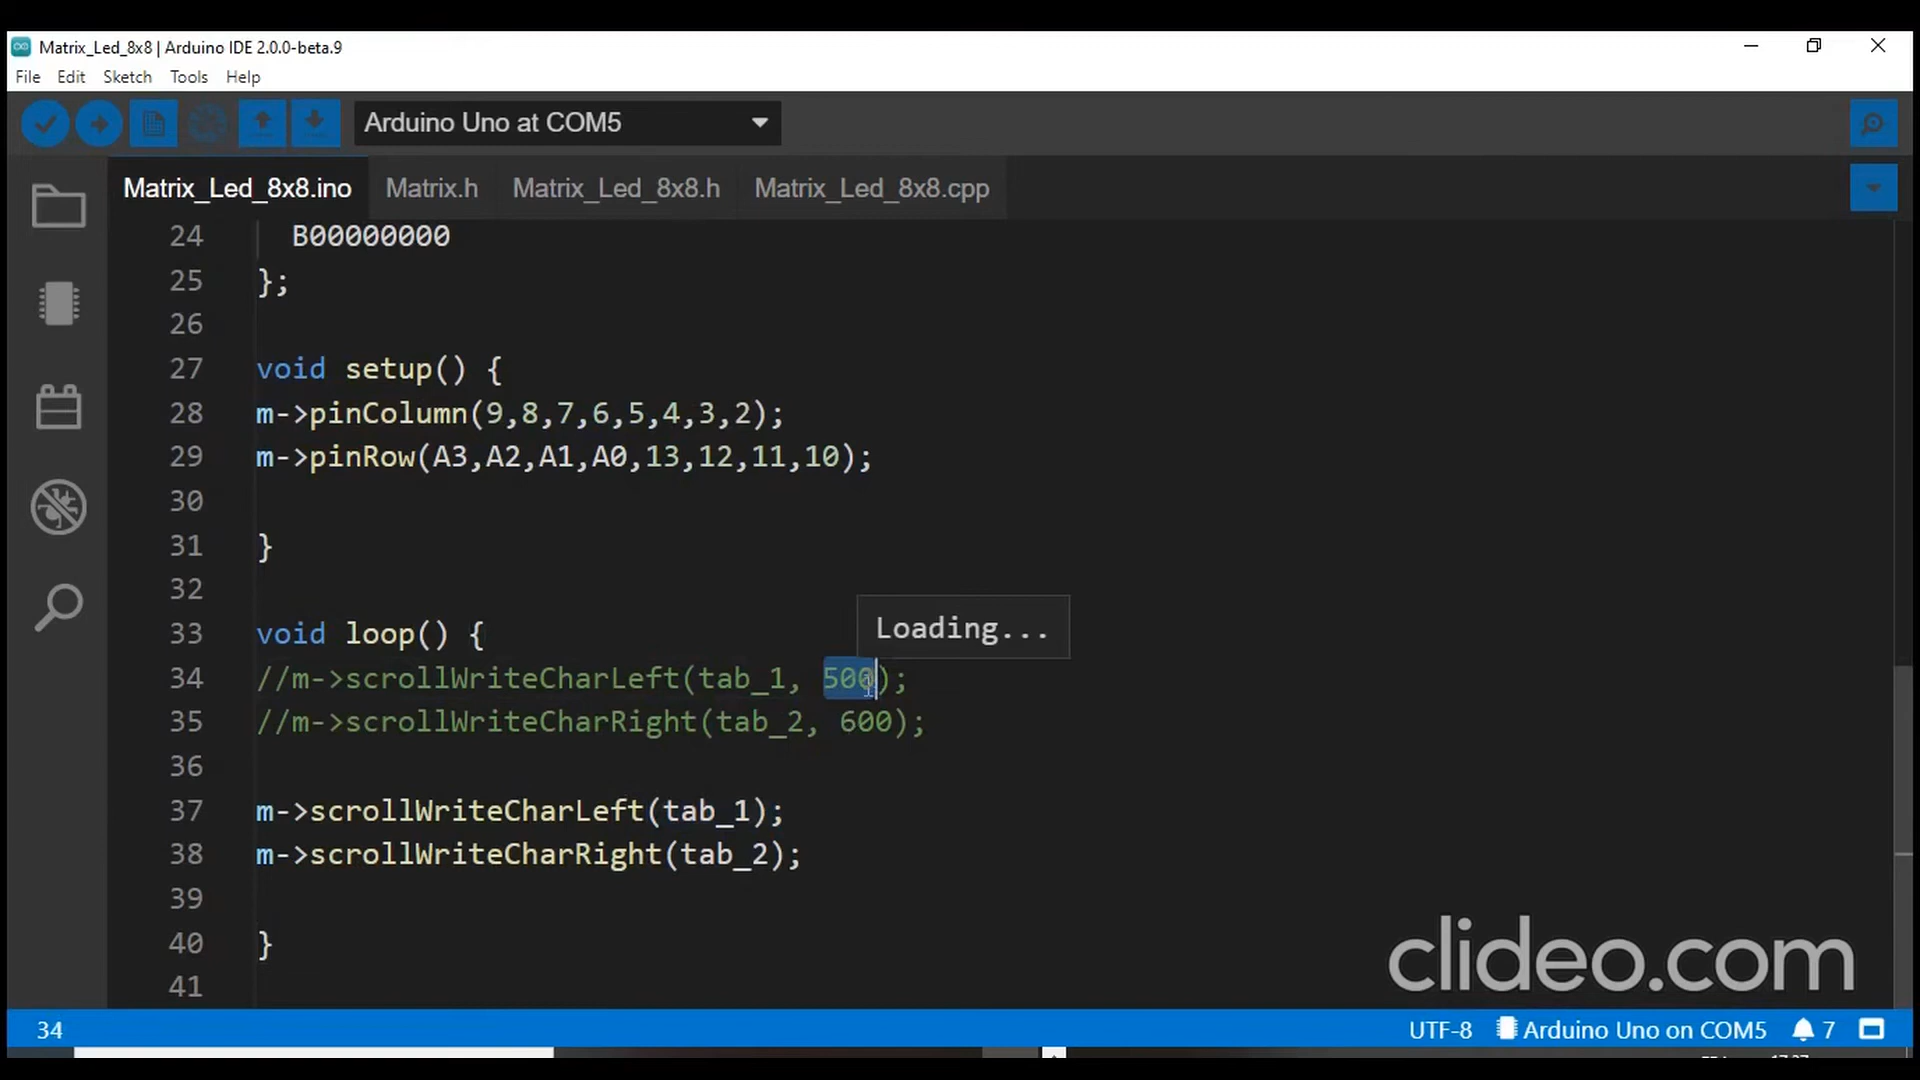 Matrix_Led_8x8 | Arduino IDE 2.0.0-beta.9
File Edit Sketch Tools Help
Arduino Uno at COM5
Matrix_Led_8x8.ino Matrix.h Matrix_Led_8x8.h Matrix_Led_8x8.cpp
24 B00000000
25 };
26
27 void setup() {
28 m->pinColumn(9,8,7,6,5,4,3,2);
29 m->pinRow(A3,A2,A1,A0,13,12,11,10);
30
31 }
32
33 void loop() {
Loading...
34 //m->scrollWriteCharLeft(tab_1, 500);
35 //m->scrollWriteCharRight(tab_2, 600);
36
37 m->scrollWriteCharLeft(tab_1);
38 m->scrollWriteCharRight(tab_2);
39
40 }
41
clideo.com
34 UTF-8 Arduino Uno on COM5 7